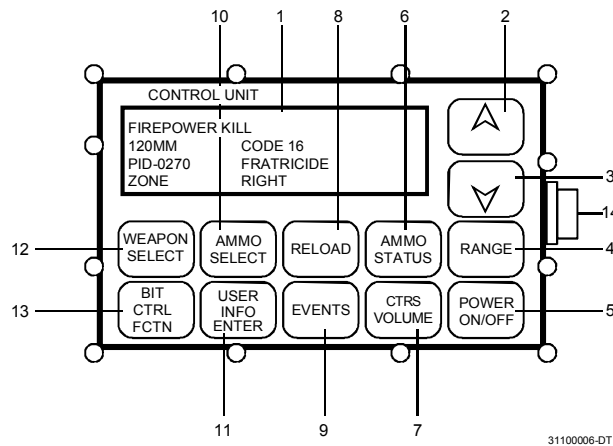 10 1 8 6 2
CONTROL UNIT
FIREPOWER KILL
120MM CODE 16
PID-0270 FRATRICIDE
ZONE RIGHT
3
14
12 WEAPON SELECT AMMO SELECT RELOAD AMMO STATUS RANGE 4
13 BIT CTRL FCTN USER INFO ENTER EVENTS CTRS VOLUME POWER ON/OFF 5
11 9 7
31100006-DT